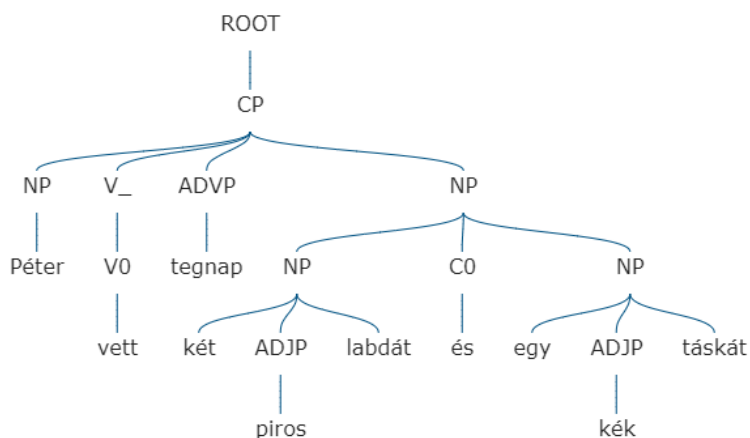 ROOT
CP
NP V_ ADVP NP
Péter V0 tegnap NP C0 NP
vett két ADJP labdát és egy ADJP táskát
piros kék